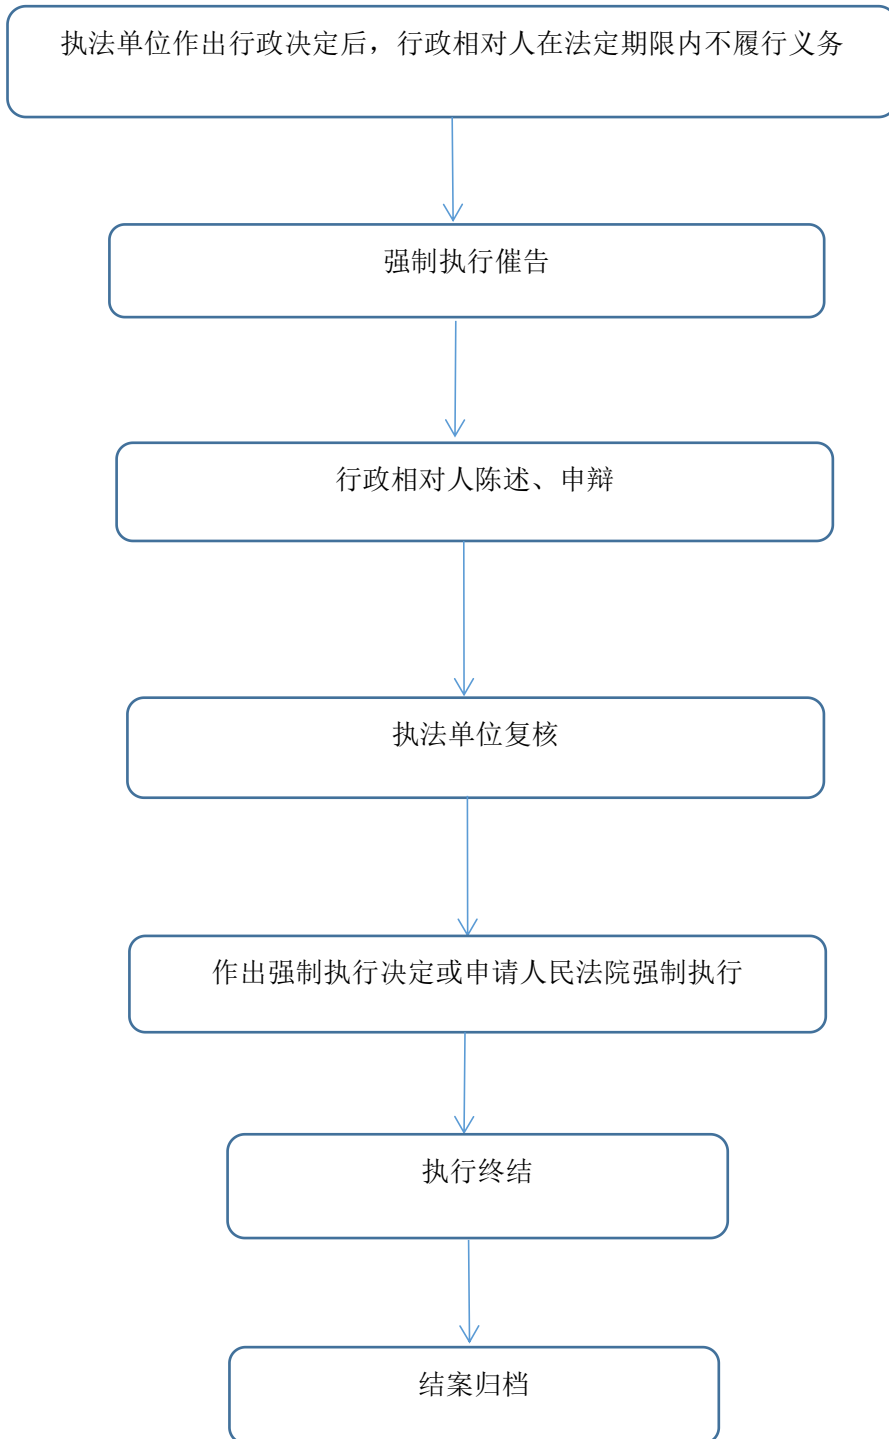 执法单位作出行政决定后，行政相对人在法定期限内不履行义务
强制执行催告
行政相对人陈述、申辩
执法单位复核
作出强制执行决定或申请人民法院强制执行
执行终结
结案归档